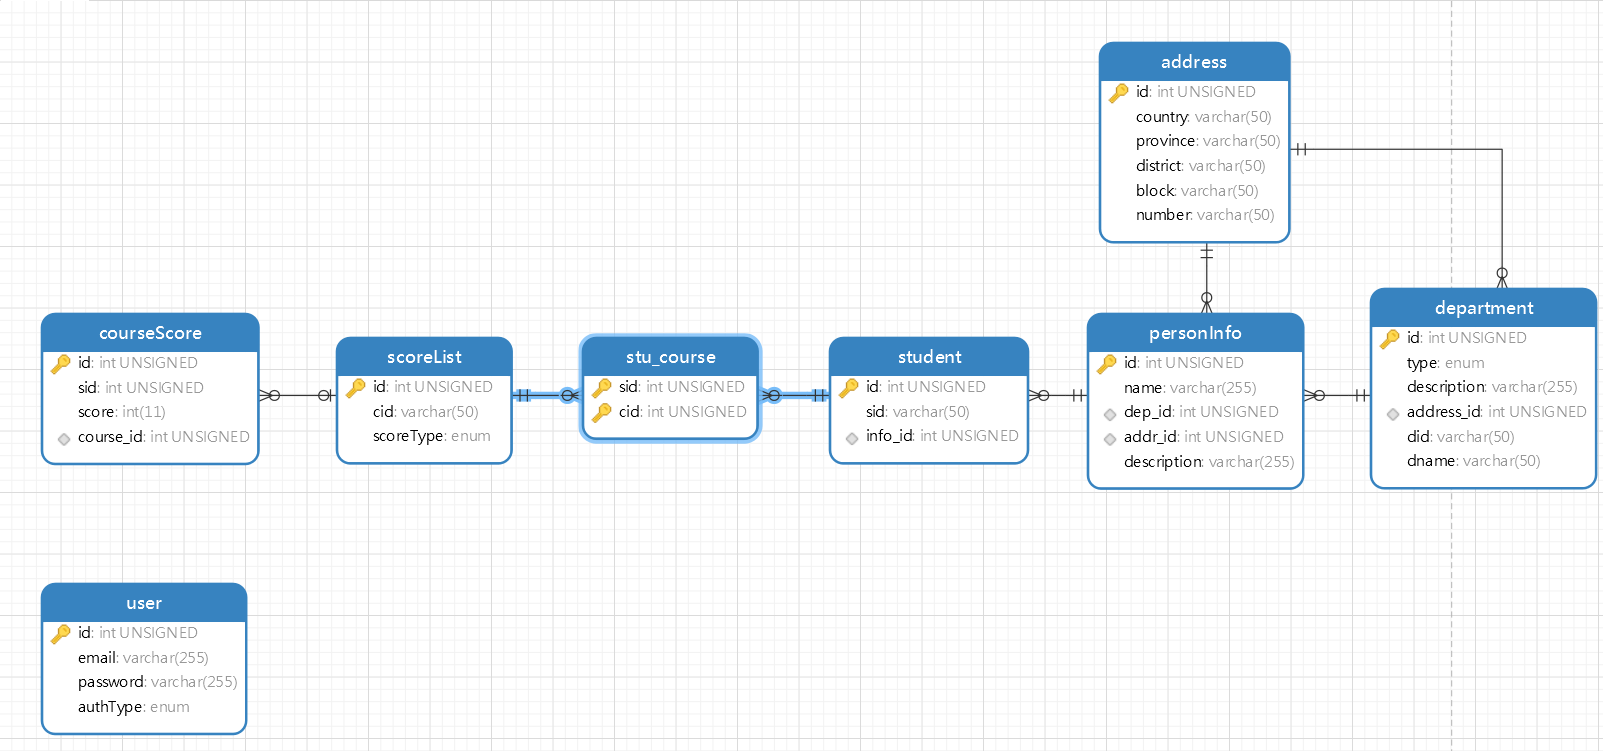 address
id: int UNSIGNED
country: varchar(50)
province: varchar(50)
district: varchar(50)
block: varchar(50)
number: varchar(50)
courseScore
id: int UNSIGNED
sid: int UNSIGNED
score: int(11)
course_id: int UNSIGNED
scoreList
id: int UNSIGNED
cid: varchar(50)
scoreType: enum
stu_course
sid: int UNSIGNED
cid: int UNSIGNED
student
id: int UNSIGNED
sid: varchar(50)
info_id: int UNSIGNED
personInfo
id: int UNSIGNED
name: varchar(255)
dep_id: int UNSIGNED
addr_id: int UNSIGNED
description: varchar(255)
department
id: int UNSIGNED
type: enum
description: varchar(255)
address_id: int UNSIGNED
did: varchar(50)
dname: varchar(50)
user
id: int UNSIGNED
email: varchar(255)
password: varchar(255)
authType: enum